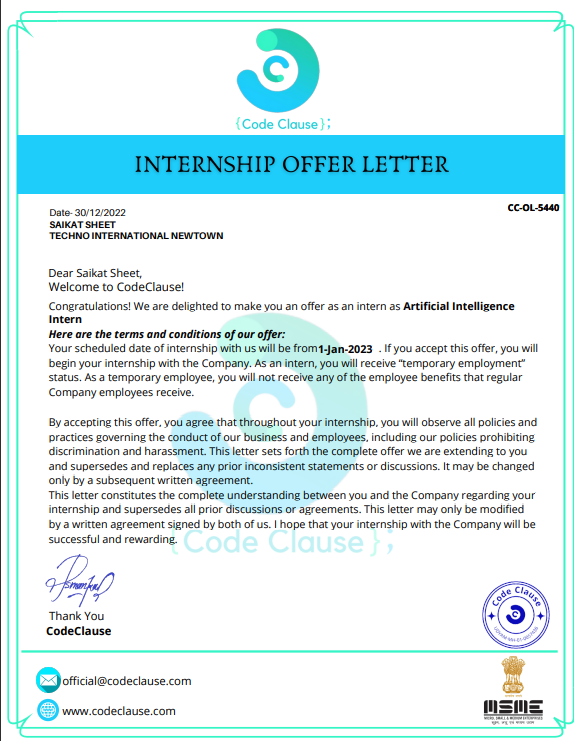 {Code Clause};
INTERNSHIP OFFER LETTER
CC-OL-5440
Date- 30/12/2022
SAIKAT SHEET
TECHNO INTERNATIONAL NEWTOWN
Dear Saikat Sheet,
Welcome to CodeClause!
Congratulations! We are delighted to make you an offer as an intern as Artificial Intelligence
Intern
Here are the terms and conditions of our offer:
Your scheduled date of internship with us will be from1-Jan-2023 . If you accept this offer, you will
begin your internship with the Company. As an intern, you will receive “temporary employment”
status. As a temporary employee, you will not receive any of the employee benefits that regular
Company employees receive.
By accepting this offer, you agree that throughout your internship, you will observe all policies and
practices governing the conduct of our business and employees, including our policies prohibiting
discrimination and harassment. This letter sets forth the complete offer we are extending to you
and supersedes and replaces any prior inconsistent statements or discussions. It may be changed
only by a subsequent written agreement.
This letter constitutes the complete understanding between you and the Company regarding your
internship and supersedes all prior discussions or agreements. This letter may only be modified
by a written agreement signed by both of us. I hope that your internship with the Company will be
successful and rewarding.
{Code Clause};
Thank You
CodeClause
Code Clause
official@codeclause.com
www.codeclause.com
MSME
MICRO, SMALL & MEDIUM ENTERPRISES